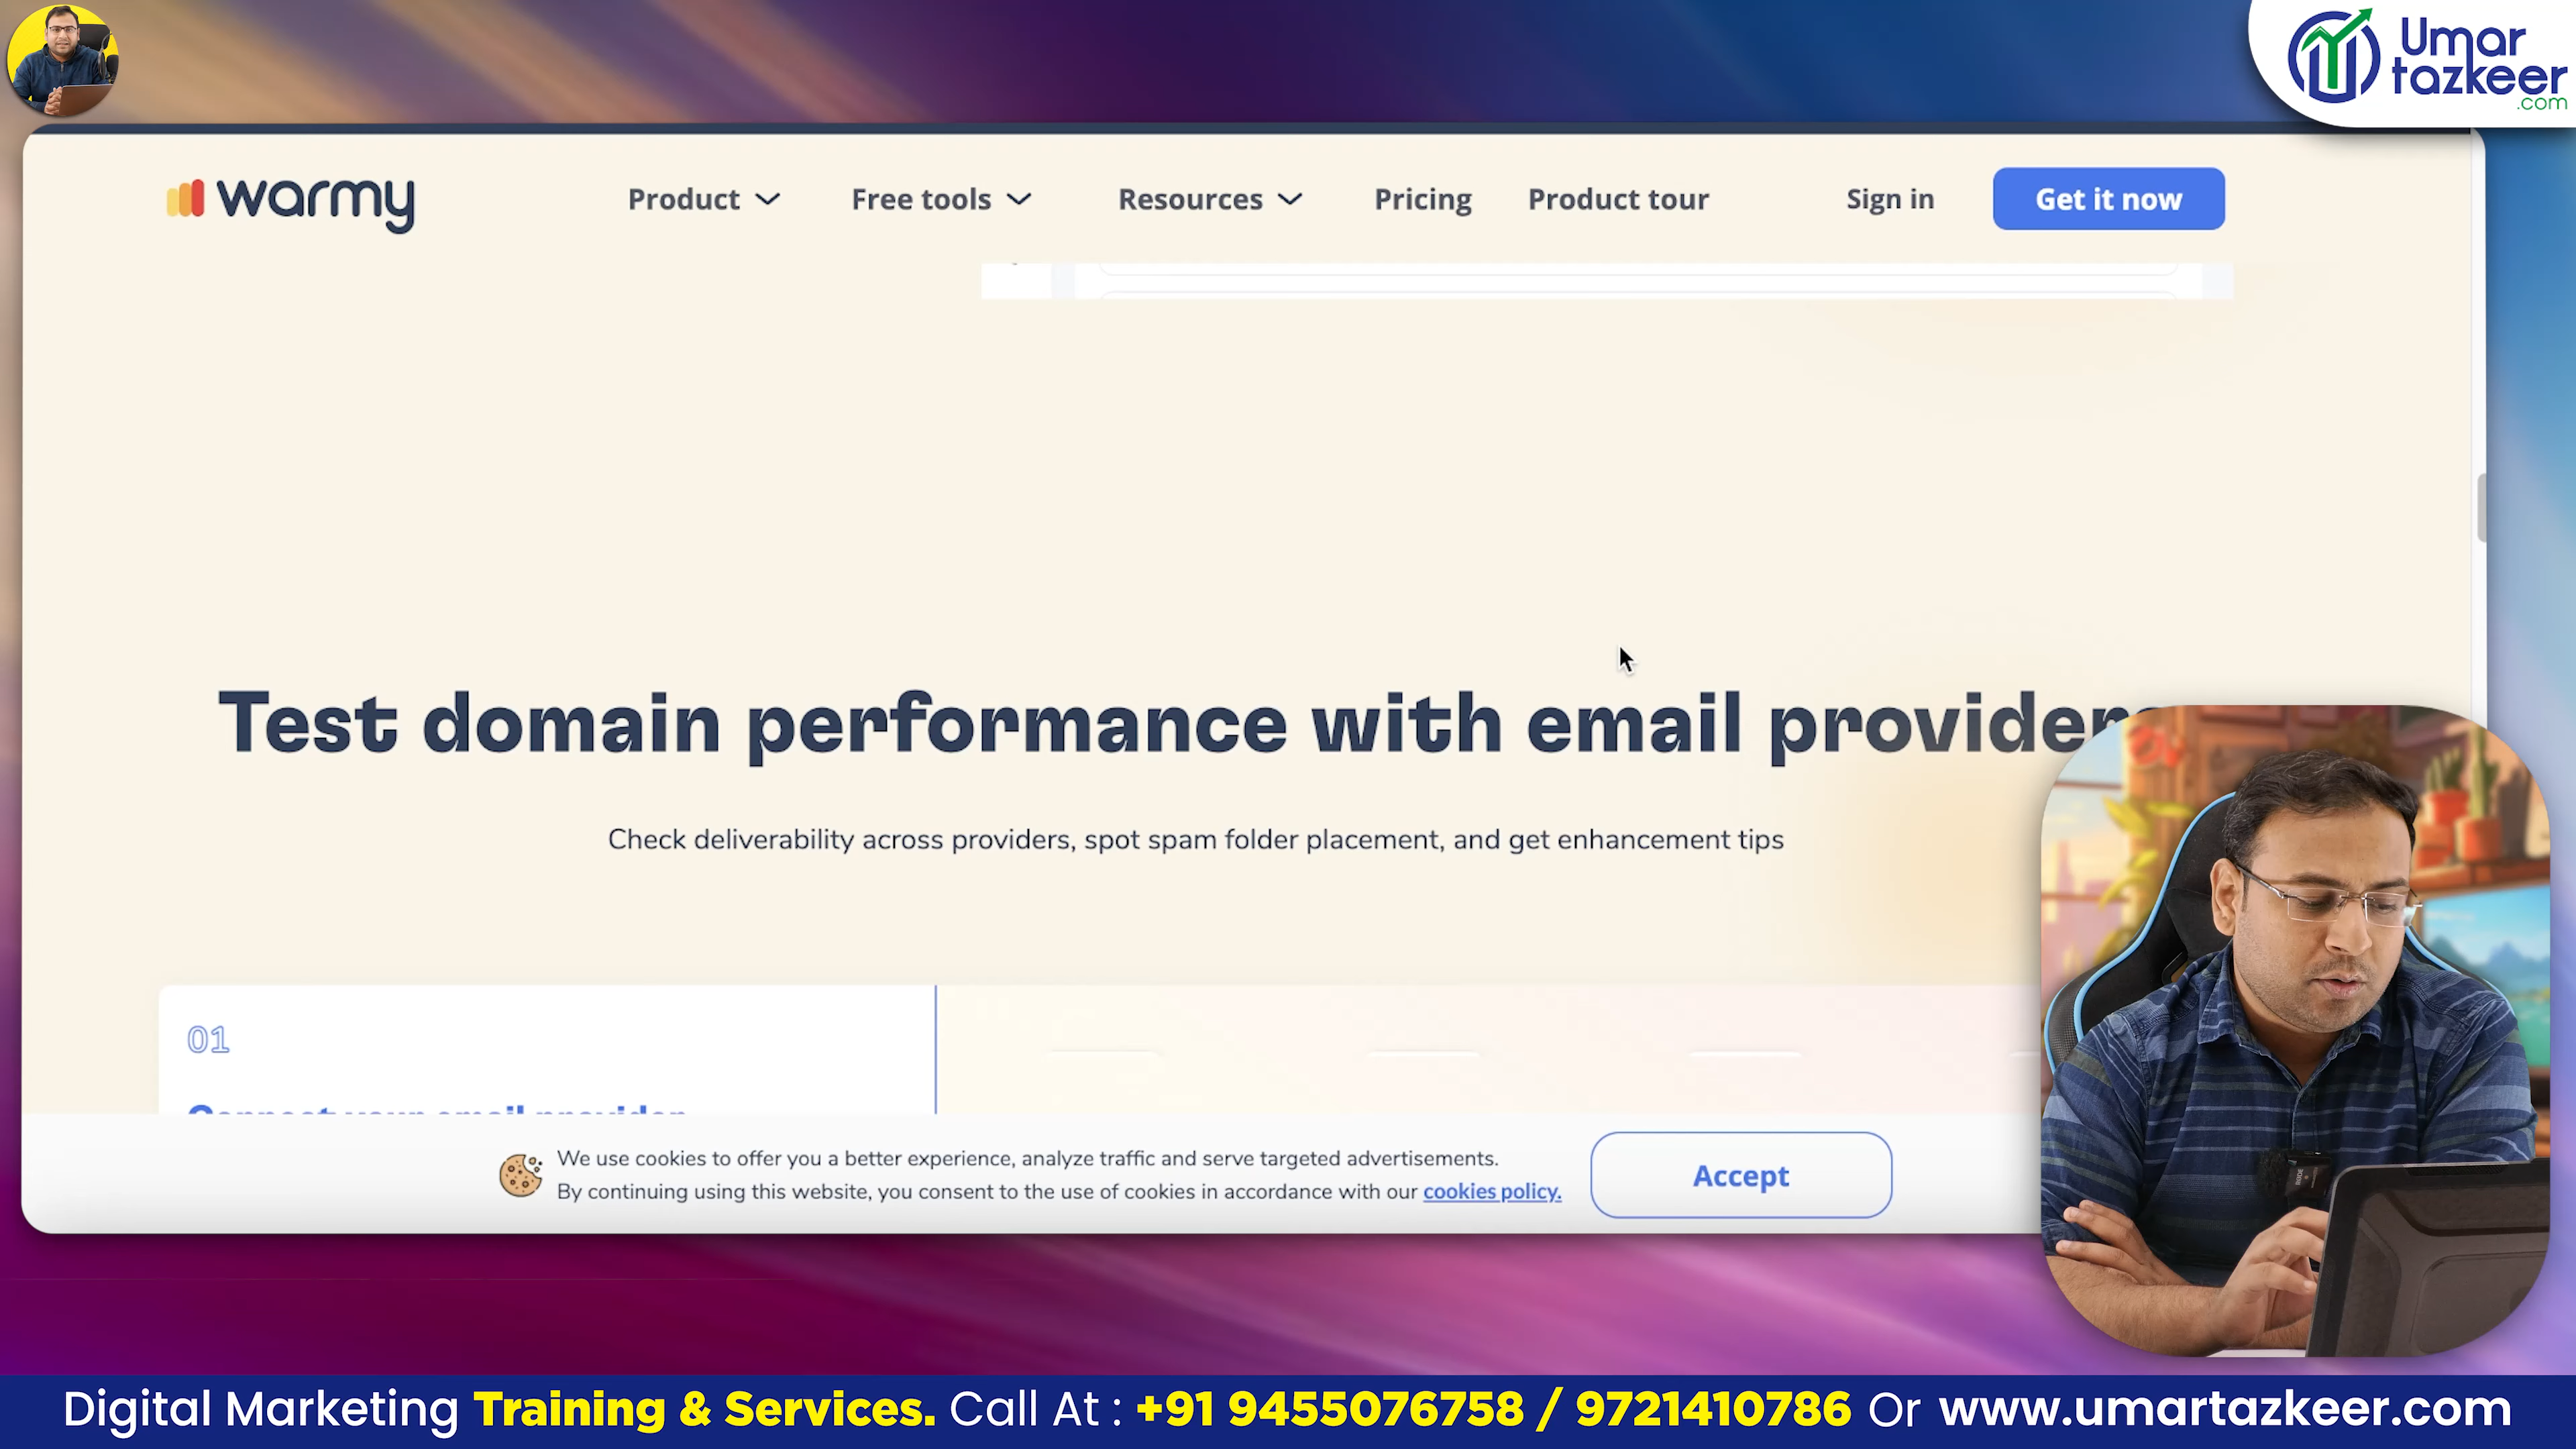 Umar
tazkeer
.com
warmy
Product
Free tools
Resources
Pricing
Product tour
Sign in
Get it now
Test domain performance with email provider
Check deliverability across providers, spot spam folder placement, and get enhancement tips
01
Connect your email provider
We use cookies to offer you a better experience, analyze traffic and serve targeted advertisements.
By continuing using this website, you consent to the use of cookies in accordance with our cookies policy.
Accept
Digital Marketing Training & Services. Call At : +91 9455076758 / 9721410786 Or www.umartazkeer.com